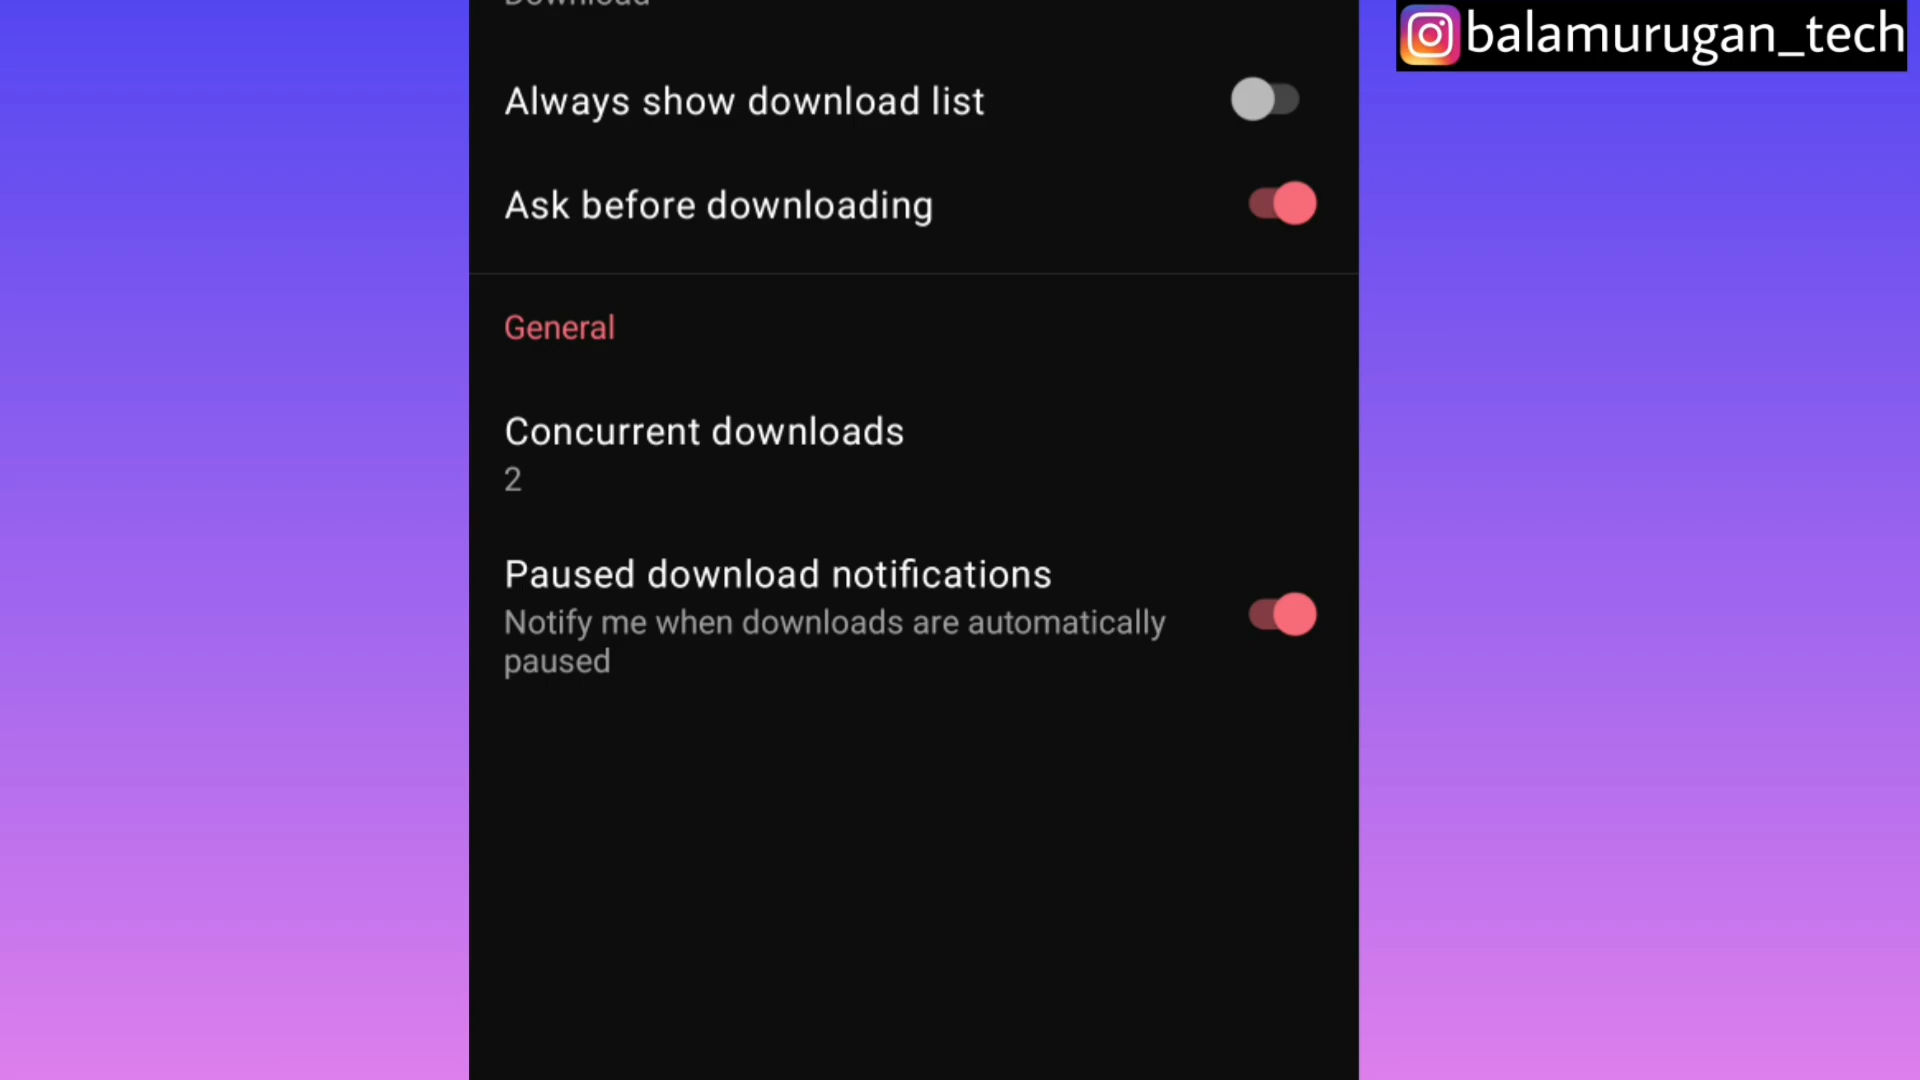 Download
balamurugan_tech
Always show download list
Ask before downloading
General
Concurrent downloads
2
Paused download notifications
Notify me when downloads are automatically
paused